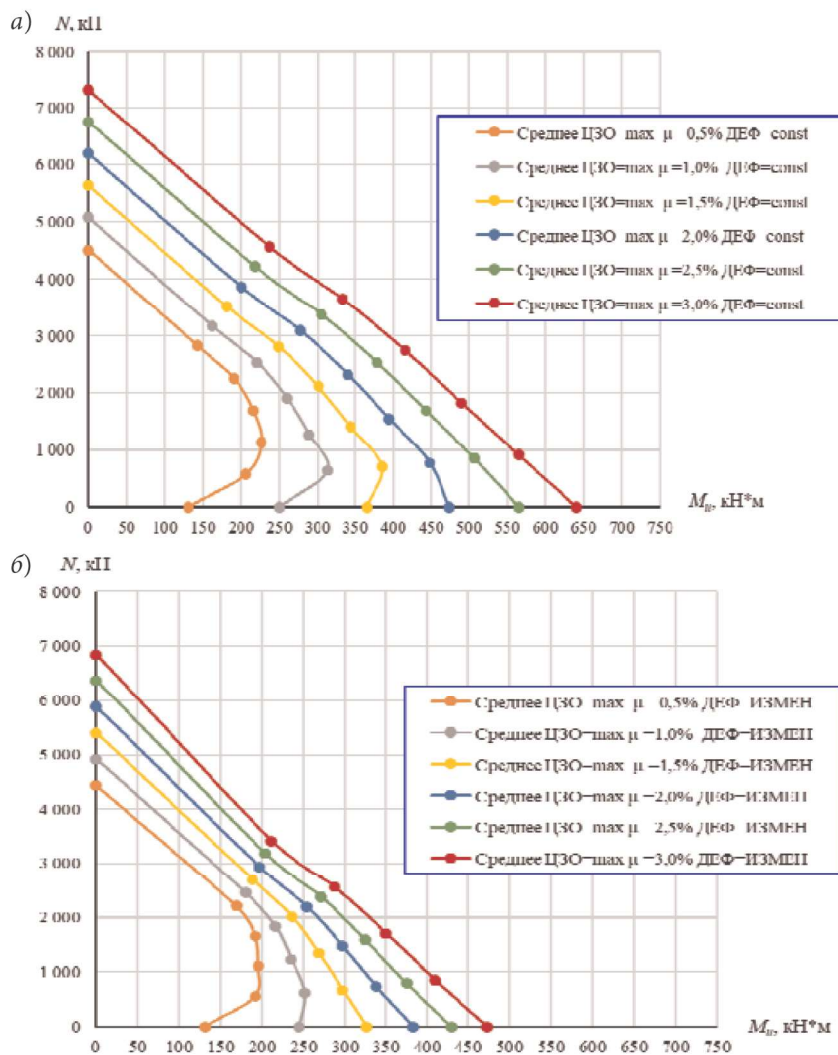 а)
N, кН
8 000
7 000
6 000
5 000
4 000
3 000
2 000
1 000
0
0 50 100 150 200 250 300 350 400 450 500 550 600 650 700 750
Mu, кН*м
Среднее ЦЗО max μ 0,5% ДЕФ const
Среднее ЦЗО=max μ =1,0% ДЕФ=const
Среднее ЦЗО=max μ =1,5% ДЕФ=const
Среднее ЦЗО max μ 2,0% ДЕФ const
Среднее ЦЗО=max μ =2,5% ДЕФ=const
Среднее ЦЗО=max μ =3,0% ДЕФ=const
б)
N, кН
8 000
7 000
6 000
5 000
4 000
3 000
2 000
1 000
0
0 50 100 150 200 250 300 350 400 450 500 550 600 650 700 750
Mu, кН*м
Среднее ЦЗО max μ 0,5% ДЕФ ИЗМЕН
Среднее ЦЗО=max μ =1,0% ДЕФ=ИЗМЕН
Среднее ЦЗО=max μ =1,5% ДЕФ=ИЗМЕН
Среднее ЦЗО=max μ =2,0% ДЕФ=ИЗМЕН
Среднее ЦЗО max μ 2,5% ДЕФ ИЗМЕН
Среднее ЦЗО=max μ =3,0% ДЕФ=ИЗМЕН